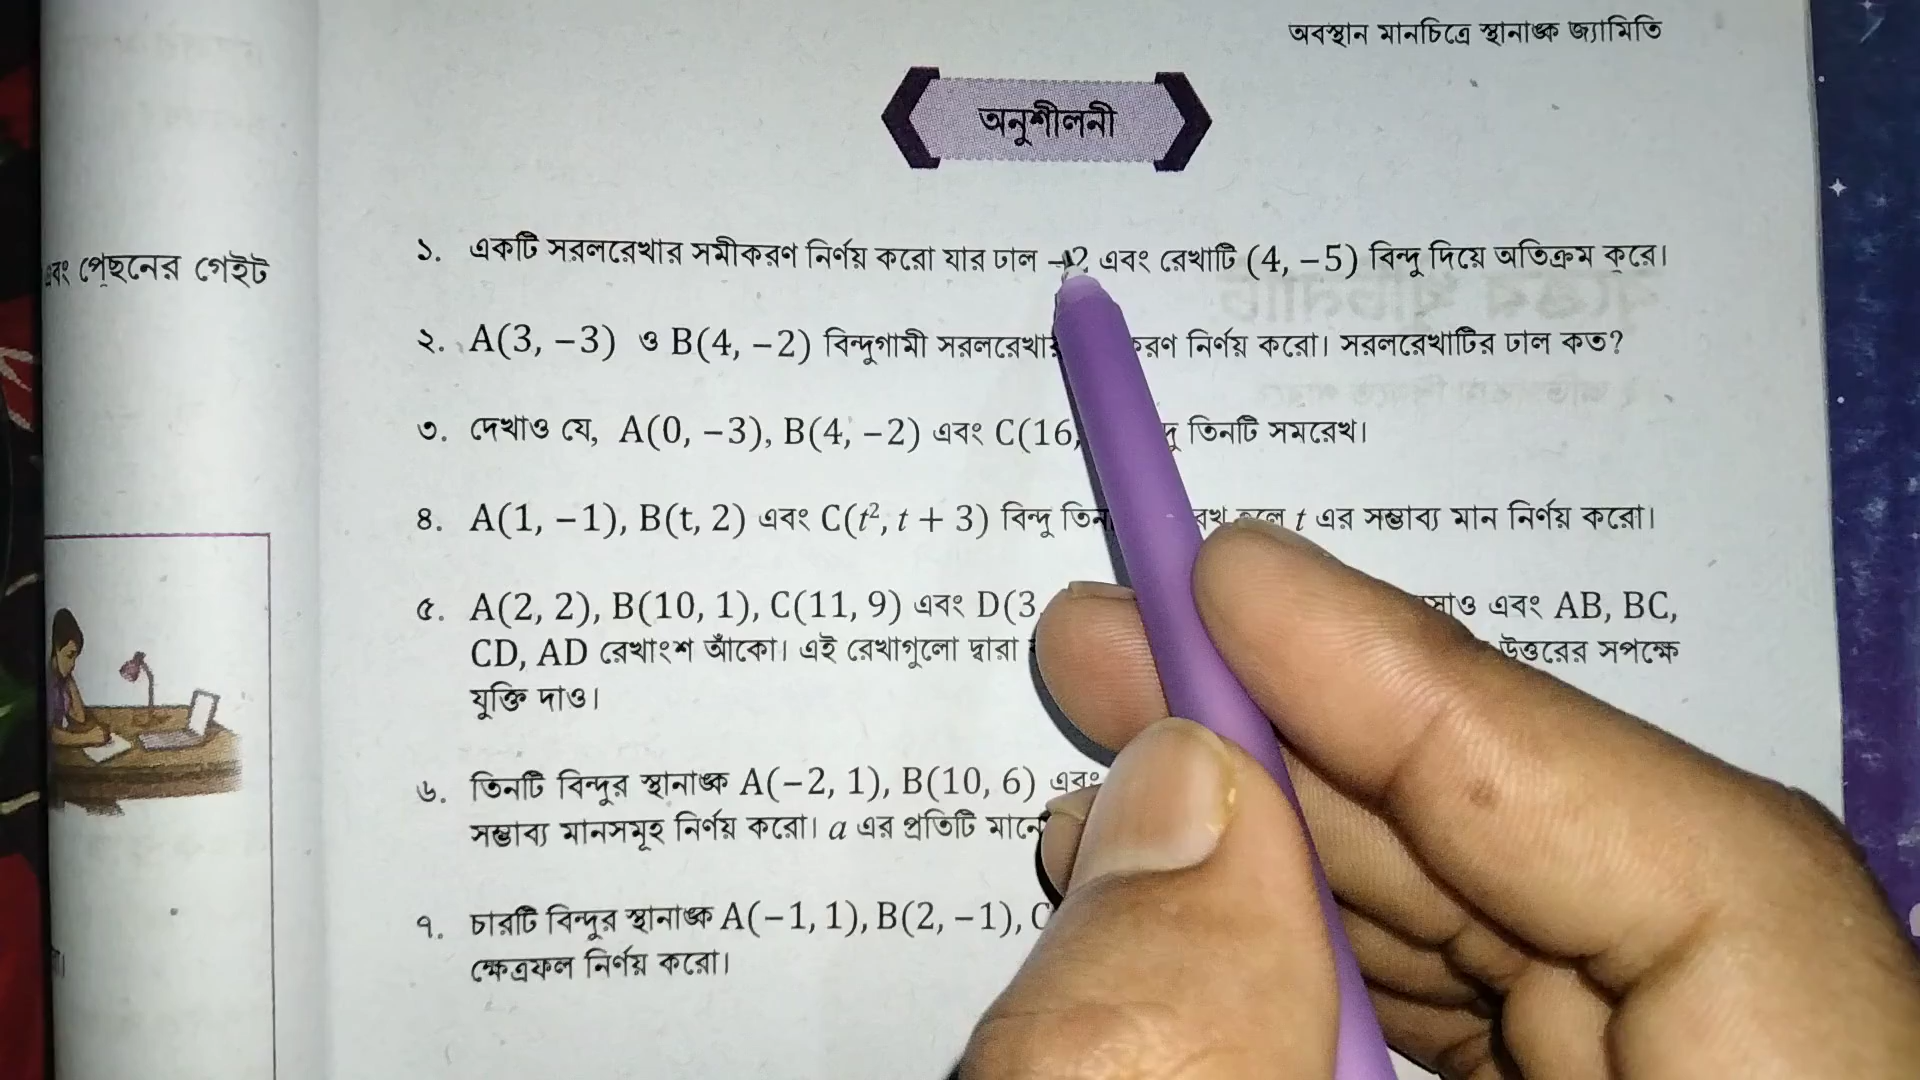 অবস্থান মানচিত্রে স্থানাঙ্ক জ্যামিতি
অনুশীলনী
পেছনের গেইট
১. একটি সরলরেখার সমীকরণ নির্ণয় করো যার ঢাল এবং রেখাটি (4, −5) বিন্দু দিয়ে অতিক্রম করে।
২. A(3, −3) ও B(4, −2) বিন্দুগামী নির্ণয় করো। সরলরেখাটির ঢাল কত?
৩. দেখাও যে, A(0, −3), B(4, −2) এবং C(16, তিনটি সমরেখ।
৪. A(1, −1), B(t, 2) এবং C(t², t + 3) বিন্দু t এর সম্ভাব্য মান নির্ণয় করো।
৫. A(2, 2), B(10, 1), C(11, 9) এবং D(3, এবং AB, BC,
CD, AD রেখাংশ আঁকো। এই রেখাগুলো দ্বারা উত্তরের সপক্ষে
যুক্তি দাও।
৬. তিনটি বিন্দুর স্থানাঙ্ক A(−2, 1), B(10, 6) এবং
সম্ভাব্য মানসমূহ নির্ণয় করো। a এর প্রতিটি
৭. চারটি বিন্দুর স্থানাঙ্ক A(−1, 1), B(2, −1),
ক্ষেত্রফল নির্ণয় করো।